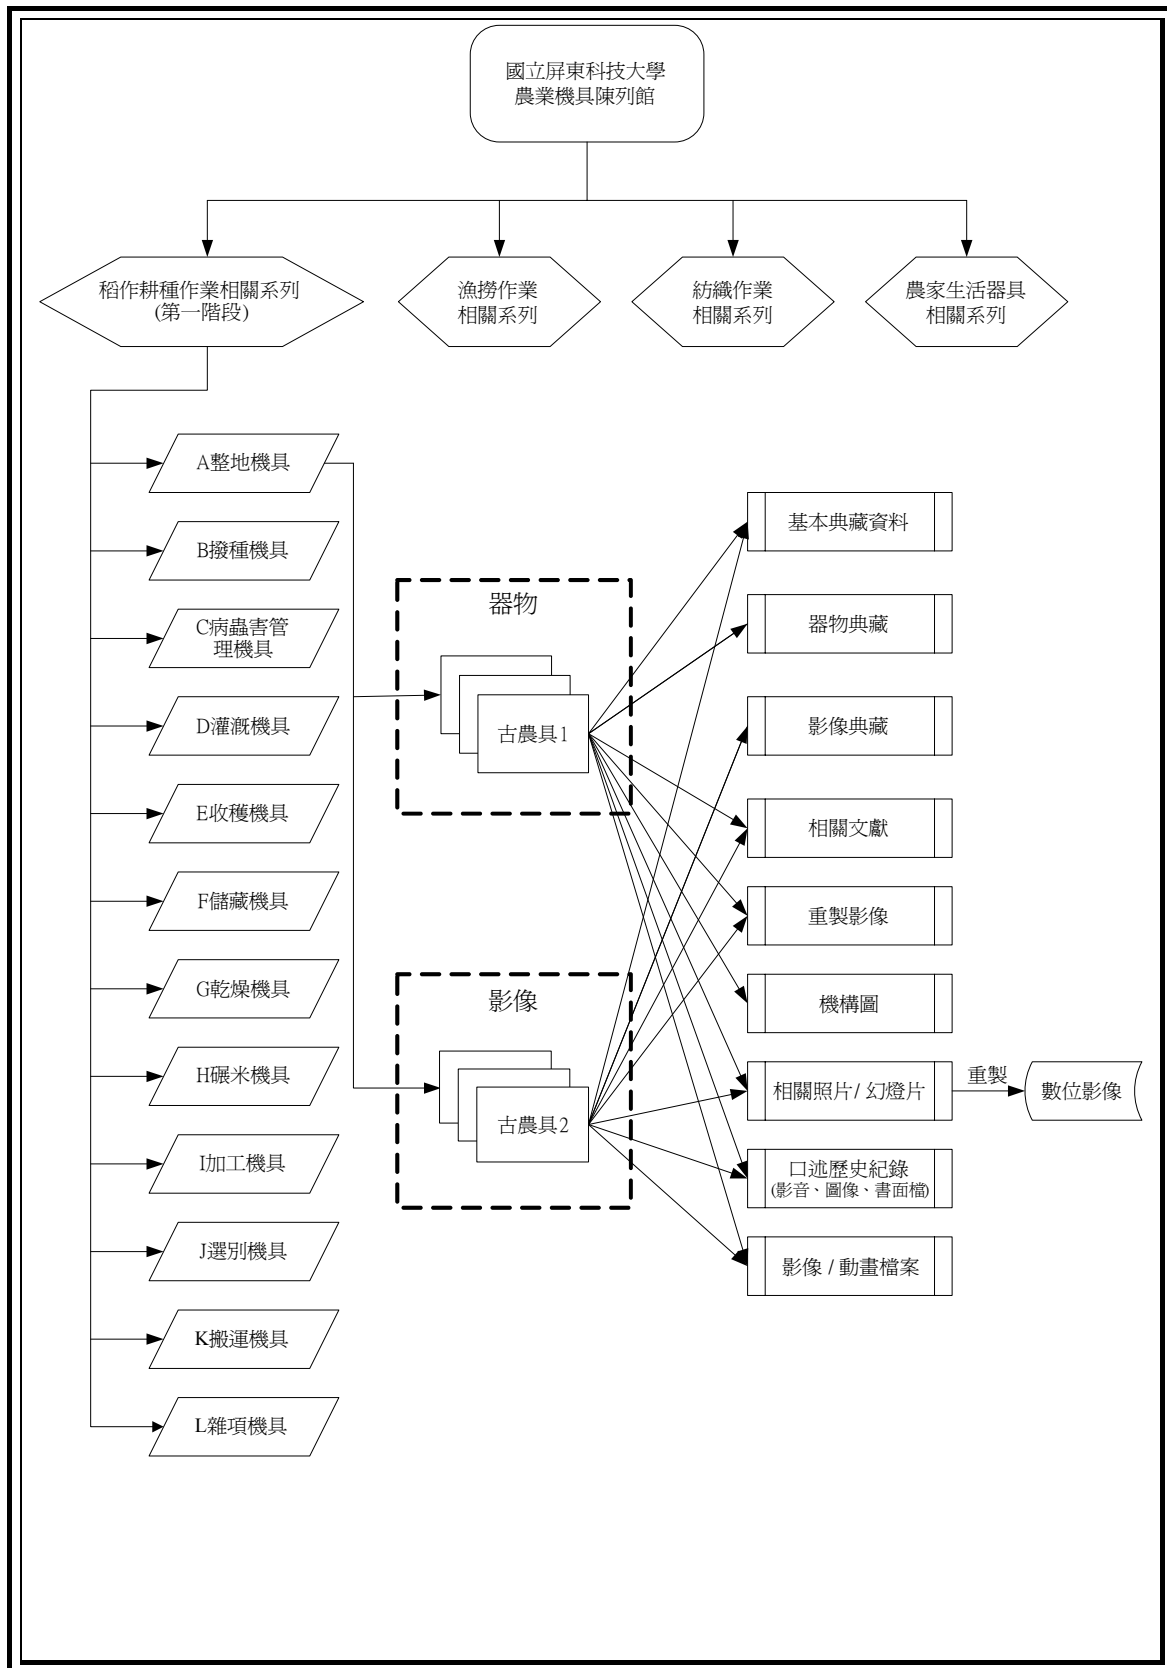 國立屏東科技大學
農業機具陳列館
稻作耕種作業相關系列
(第一階段)
漁撈作業
相關系列
紡織作業
相關系列
農家生活器具
相關系列
A整地機具
B撥種機具
C病蟲害管
理機具
D灌溉機具
E收穫機具
F儲藏機具
G乾燥機具
H碾米機具
I加工機具
J選別機具
K搬運機具
L雜項機具
器物
古農具1
影像
古農具2
基本典藏資料
器物典藏
影像典藏
相關文獻
重製影像
機構圖
相關照片/ 幻燈片
重製
數位影像
口述歷史紀錄
(影音、圖像、書面檔)
影像 / 動畫檔案